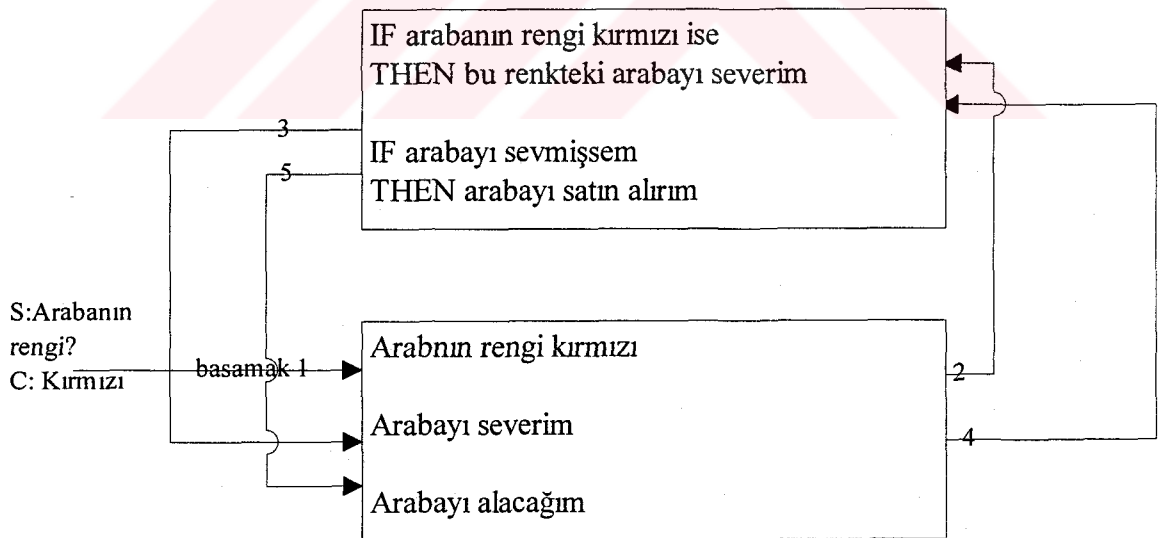 IF arabanın rengi kırmızı ise
THEN bu renkteki arabayı severim
3
IF arabayı sevmişsem
5
THEN arabayı satın alırım
S:Arabanın
rengi?
C: Kırmızı
basamak 1
Arabnın rengi kırmızı
2
Arabayı severim
4
Arabayı alacağım